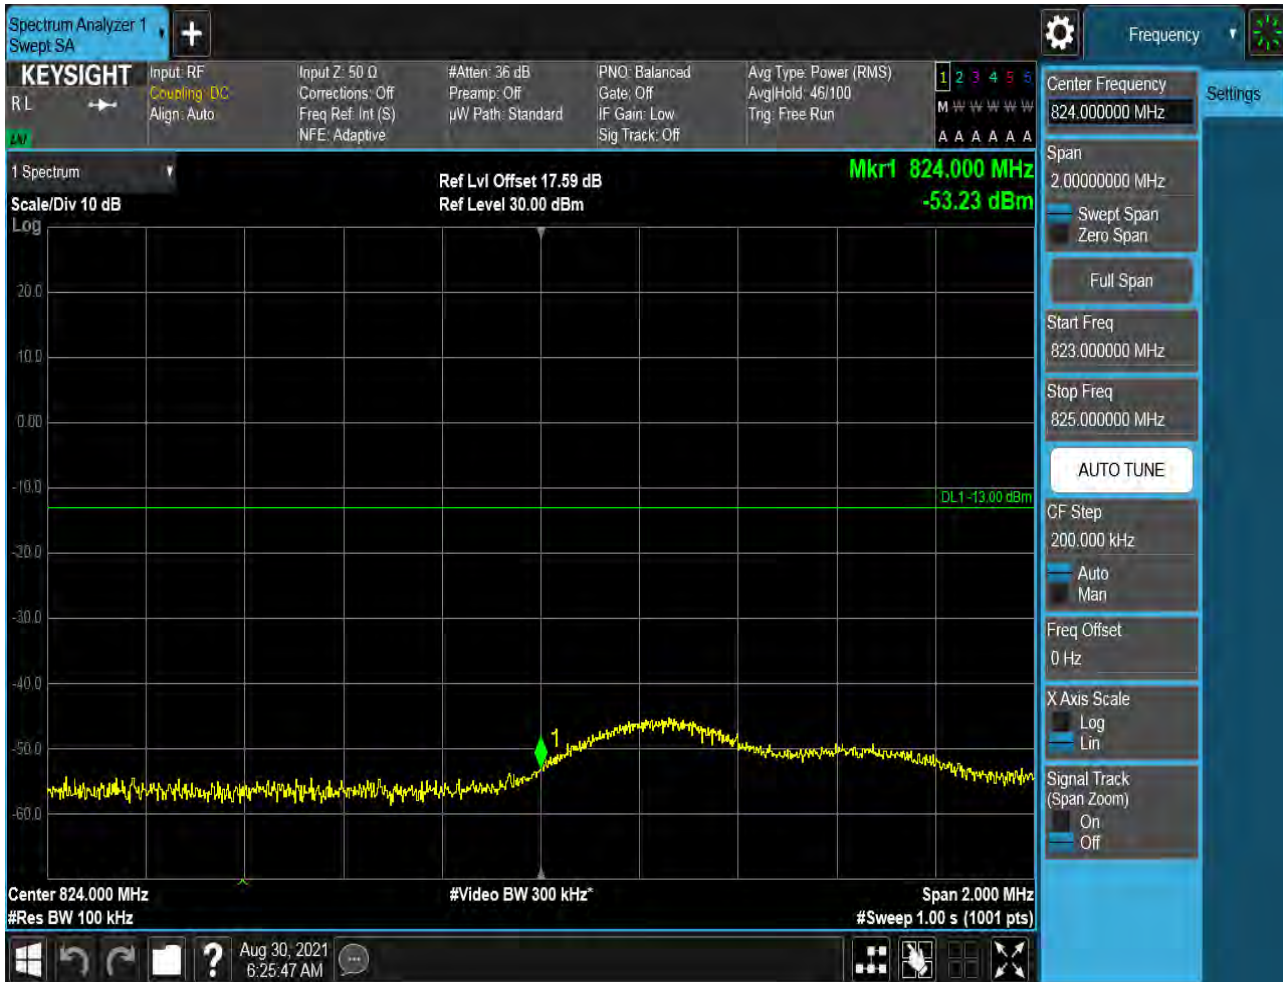 Spectrum Analyzer 1
Swept SA
Frequency
KEYSIGHT
RL
LNI
Input: RF
Coupling: DC
Align: Auto
Input Z: 50 Ω
Corrections: Off
Freq Ref: Int (S)
NFE: Adaptive
#Atten: 36 dB
Preamp: Off
µW Path: Standard
PNO: Balanced
Gate: Off
IF Gain: Low
Sig Track: Off
Avg Type: Power (RMS)
Avg|Hold: 46/100
Trig: Free Run
1 2 3 4 5 6
M W W W W W
A A A A A A
1 Spectrum
Scale/Div 10 dB
Log
Ref Lvl Offset 17.59 dB
Ref Level 30.00 dBm
Mkr1 824.000 MHz
-53.23 dBm
20.0
10.0
0.00
-10.0
DL1 -13.00 dBm
-20.0
-30.0
-40.0
-50.0
-60.0
1
Center 824.000 MHz
#Res BW 100 kHz
#Video BW 300 kHz*
Span 2.000 MHz
#Sweep 1.00 s (1001 pts)
?
Aug 30, 2021
6:25:47 AM
Center Frequency
824.000000 MHz
Settings
Span
2.00000000 MHz
Swept Span
Zero Span
Full Span
Start Freq
823.000000 MHz
Stop Freq
825.000000 MHz
AUTO TUNE
CF Step
200.000 kHz
Auto
Man
Freq Offset
0 Hz
X Axis Scale
Log
Lin
Signal Track
(Span Zoom)
On
Off